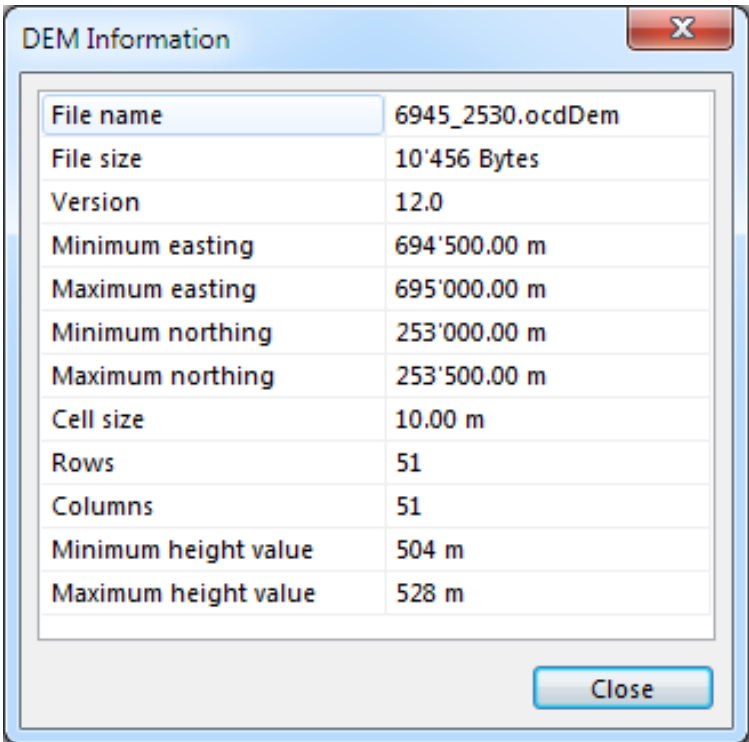 DEM Information
File name 6945_2530.ocdDem
File size 10'456 Bytes
Version 12.0
Minimum easting 694'500.00 m
Maximum easting 695'000.00 m
Minimum northing 253'000.00 m
Maximum northing 253'500.00 m
Cell size 10.00 m
Rows 51
Columns 51
Minimum height value 504 m
Maximum height value 528 m
Close